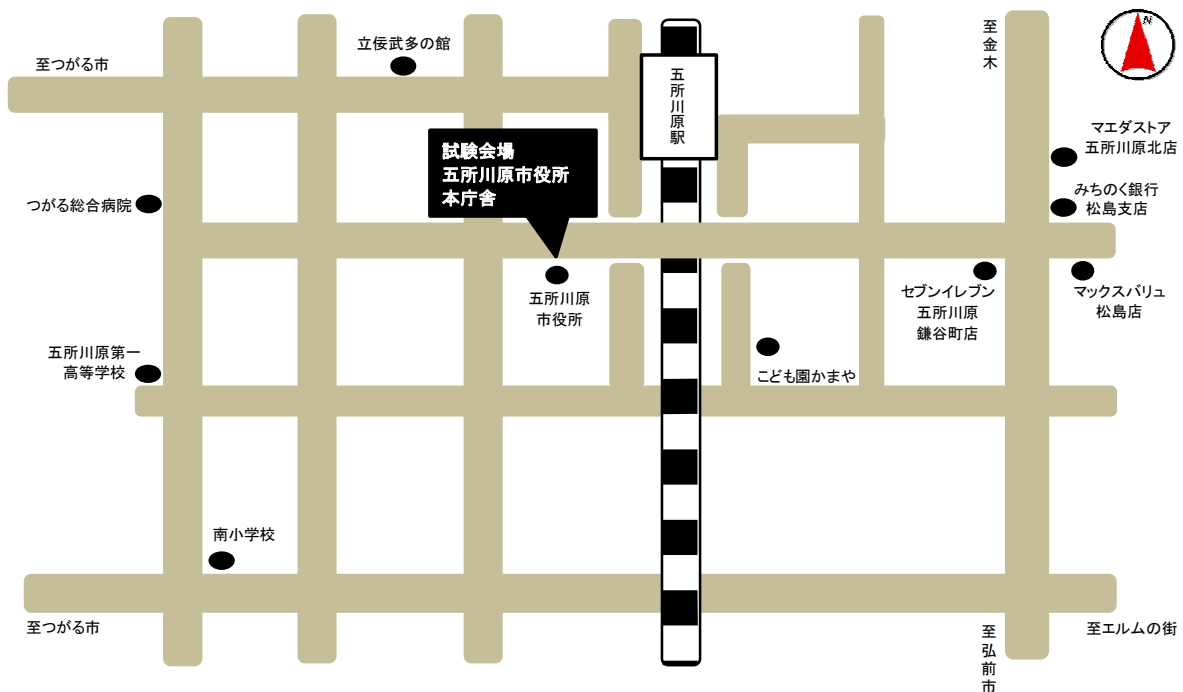 至金木
N
立佞武多の館
至つがる市
五所川原駅
マエダストア
五所川原北店
試験会場
五所川原市役所
本庁舎
みちのく銀行
松島支店
つがる総合病院
五所川原
市役所
セブンイレブン
五所川原
鎌谷町店
マックスバリュ
松島店
五所川原第一
高等学校
こども園かまや
南小学校
至つがる市
至弘前市
至エルムの街